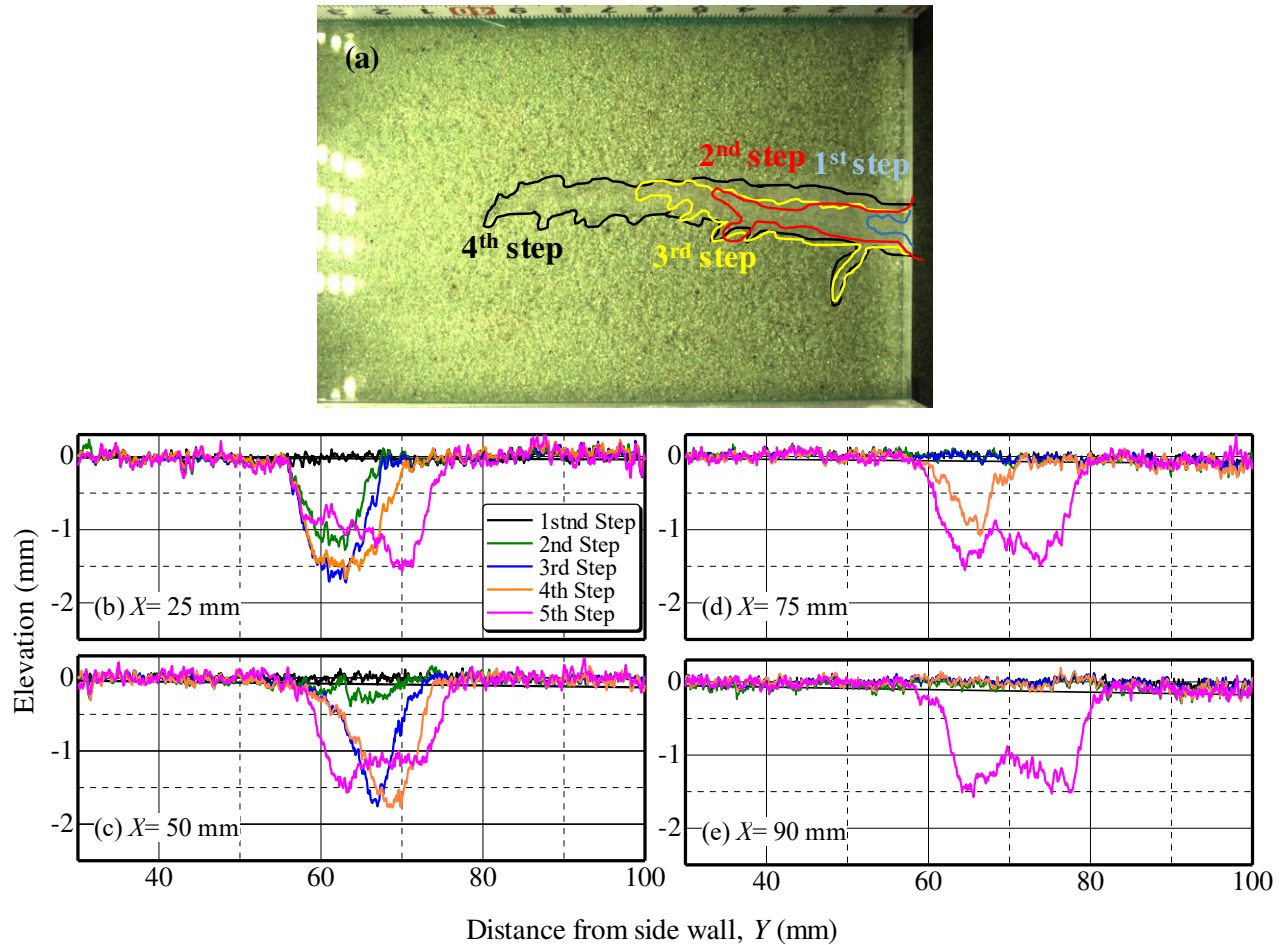 (a)
2nd step
1st step
4th step
3rd step
0
-1
-2
(b) X= 25 mm
1stnd Step
2nd Step
3rd Step
4th Step
5th Step
0
-1
-2
(d) X= 75 mm
Elevation (mm)
0
-1
-2
(c) X= 50 mm
40
60
80
100
0
-1
-2
(e) X= 90 mm
40
60
80
100
Distance from side wall, Y (mm)